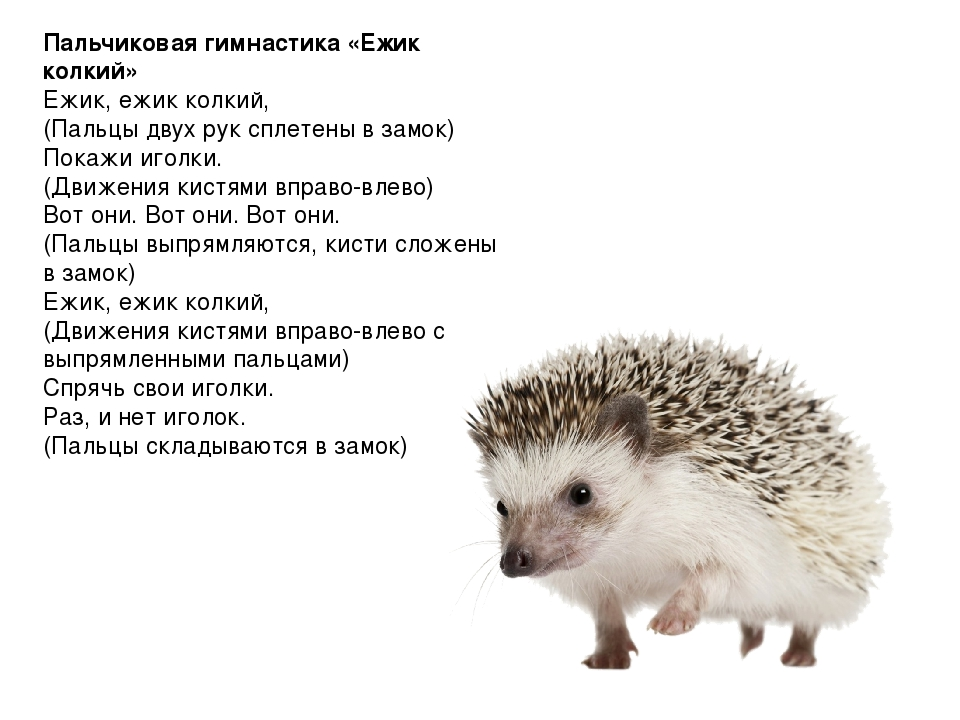 Пальчиковая гимнастика «Ежик
колкий»
Ежик, ежик колкий,
(Пальцы двух рук сплетены в замок)
Покажи иголки.
(Движения кистями вправо-влево)
Вот они. Вот они. Вот они.
(Пальцы выпрямляются, кисти сложены
в замок)
Ежик, ежик колкий,
(Движения кистями вправо-влево с
выпрямленными пальцами)
Спрячь свои иголки.
Раз, и нет иголок.
(Пальцы складываются в замок)